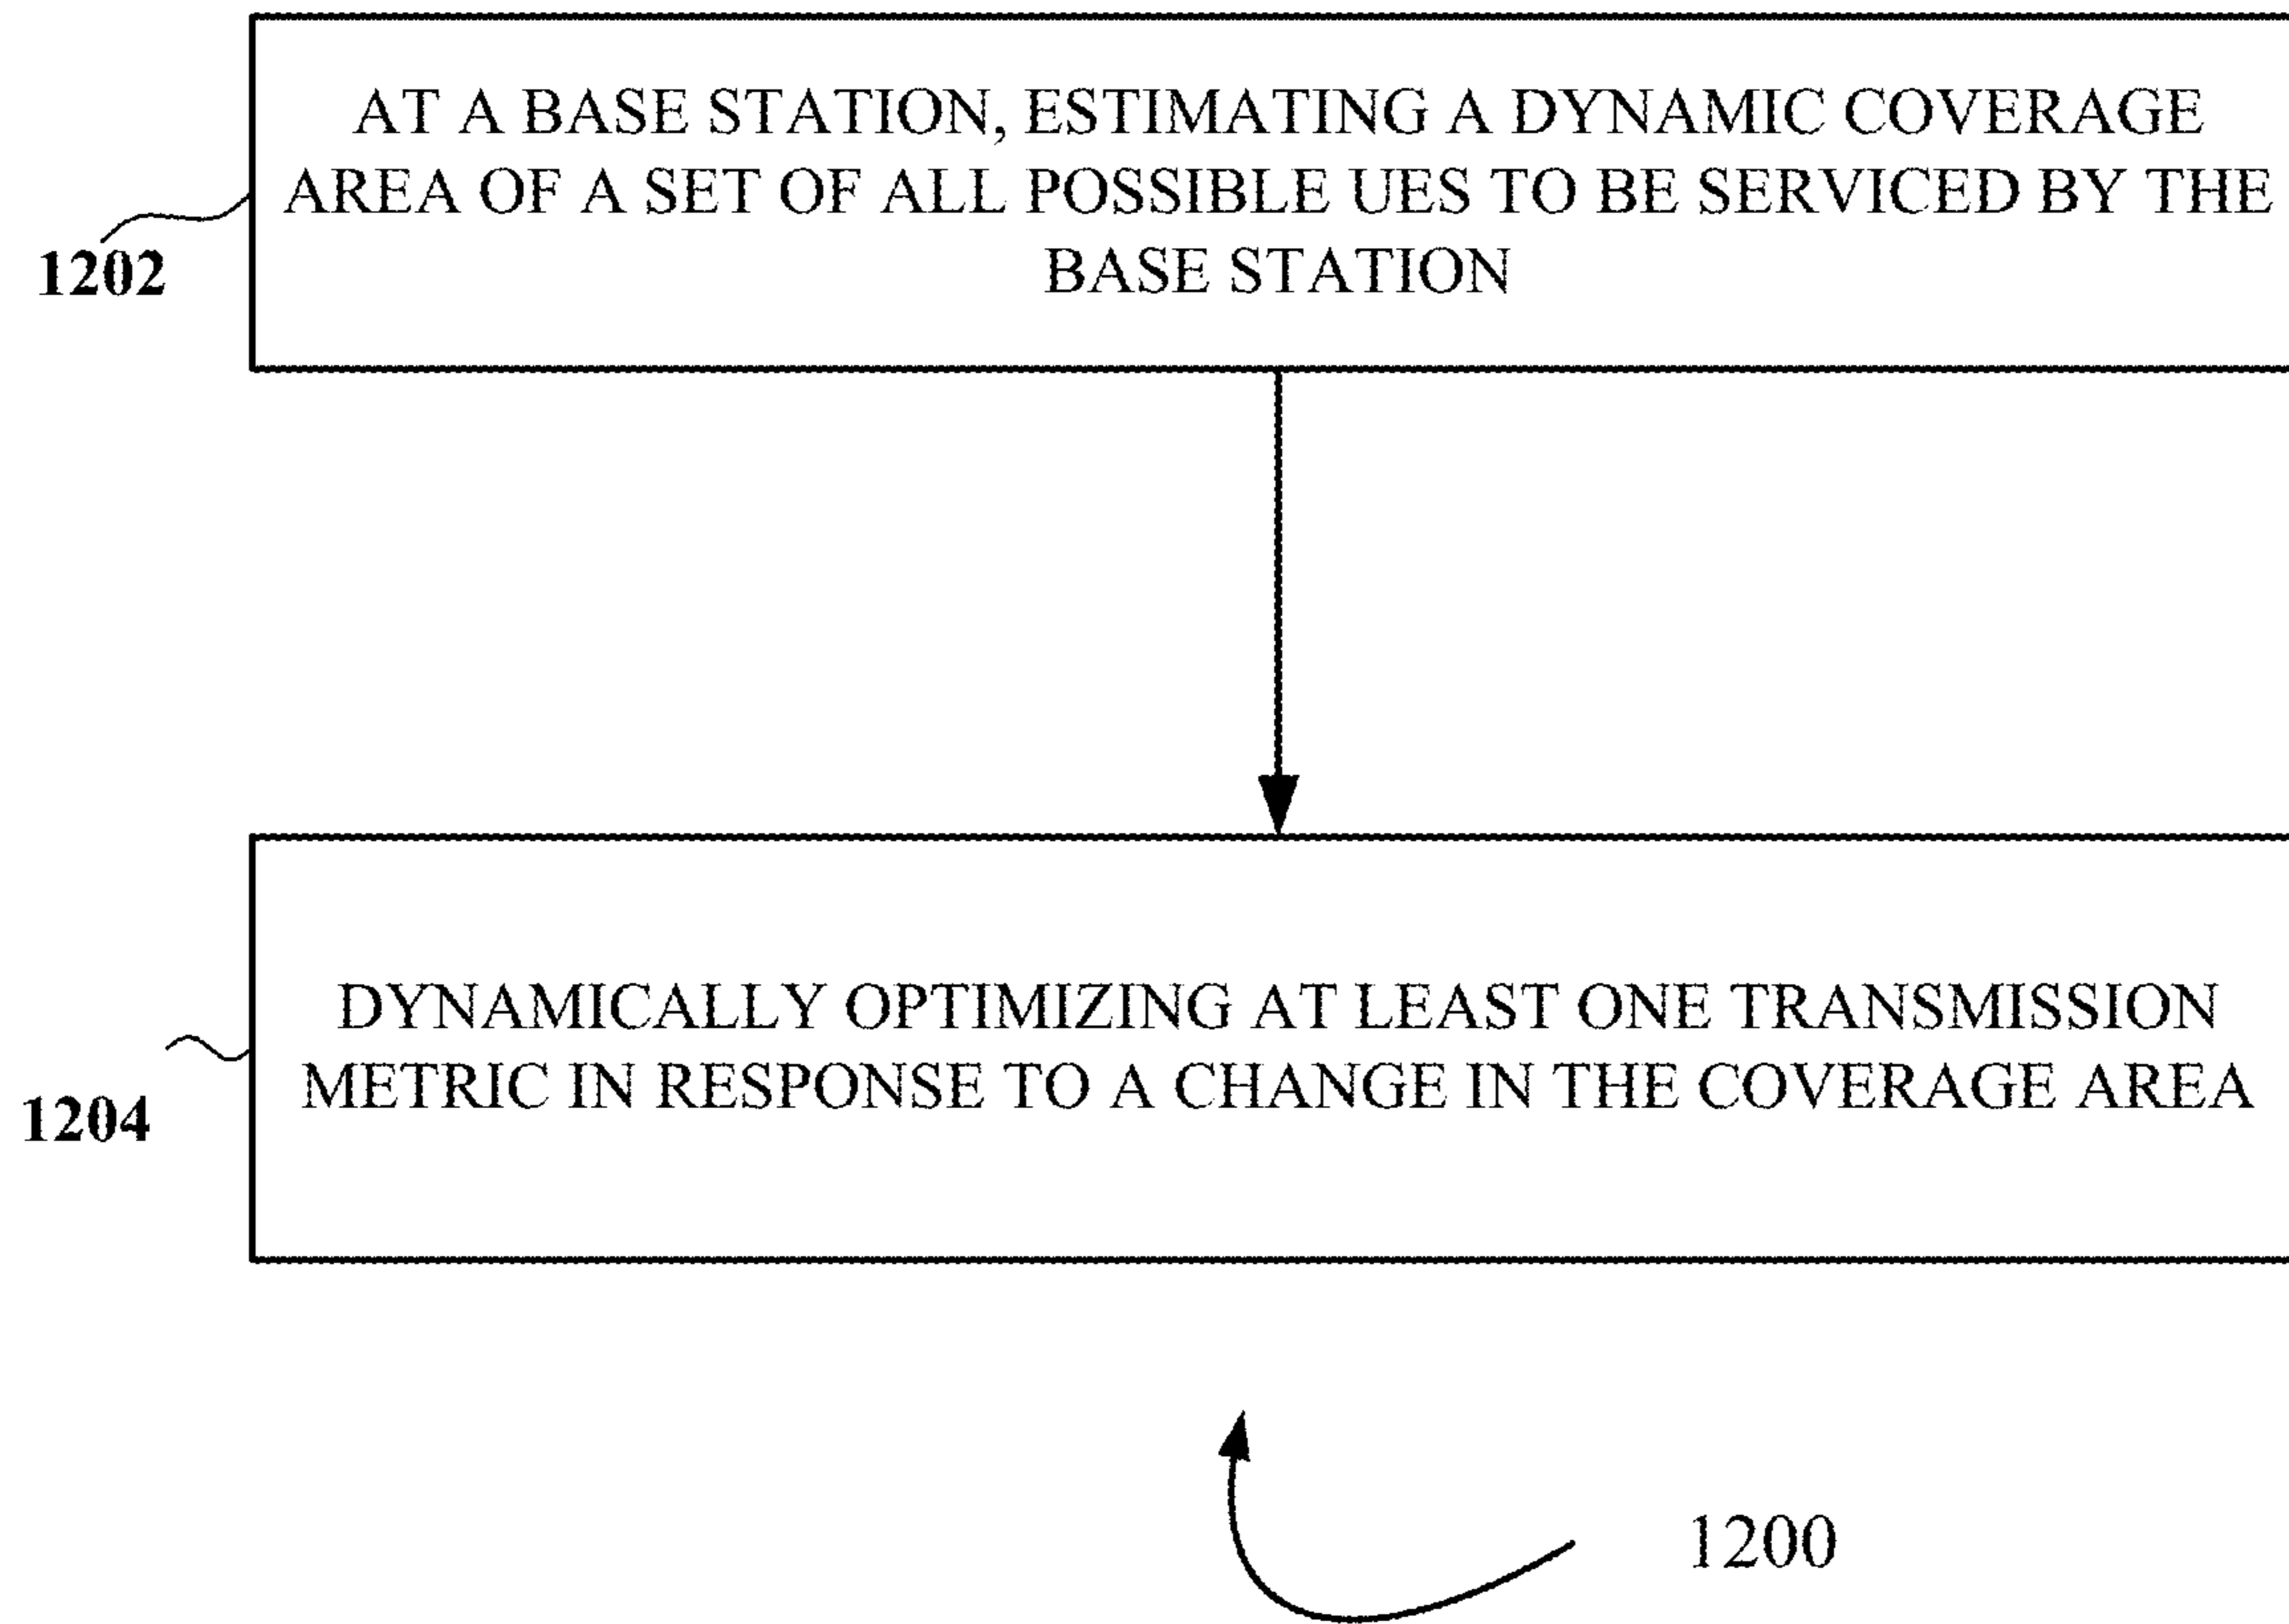 AT A BASE STATION, ESTIMATING A DYNAMIC COVERAGE
AREA OF A SET OF ALL POSSIBLE UES TO BE SERVICED BY THE
BASE STATION
1202
DYNAMICALLY OPTIMIZING AT LEAST ONE TRANSMISSION
METRIC IN RESPONSE TO A CHANGE IN THE COVERAGE AREA
1204
1200